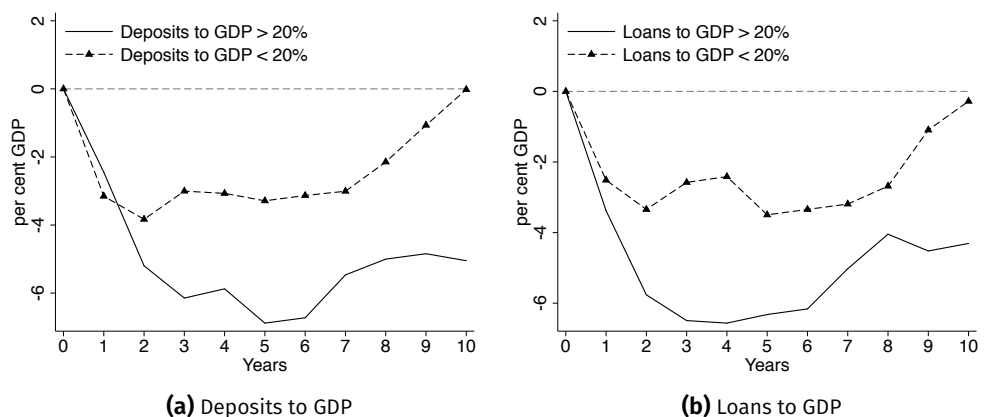 Deposits to GDP > 20%
Deposits to GDP < 20%
per cent GDP
2
0
-2
-4
-6
0 1 2 3 4 5 6 7 8 9 10
Years
(a) Deposits to GDP
Loans to GDP > 20%
Loans to GDP < 20%
per cent GDP
2
0
-2
-4
-6
0 1 2 3 4 5 6 7 8 9 10
Years
(b) Loans to GDP